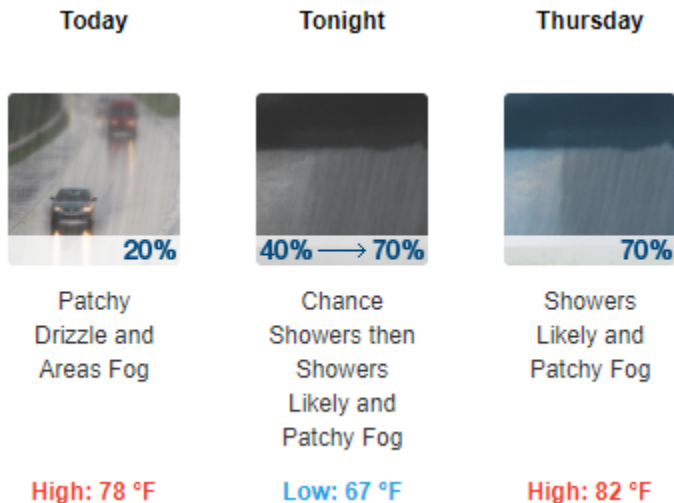 Today
Tonight
Thursday
20%
40% → 70%
70%
Patchy
Drizzle and
Areas Fog
Chance
Showers then
Showers
Likely and
Patchy Fog
Showers
Likely and
Patchy Fog
High: 78 °F
Low: 67 °F
High: 82 °F